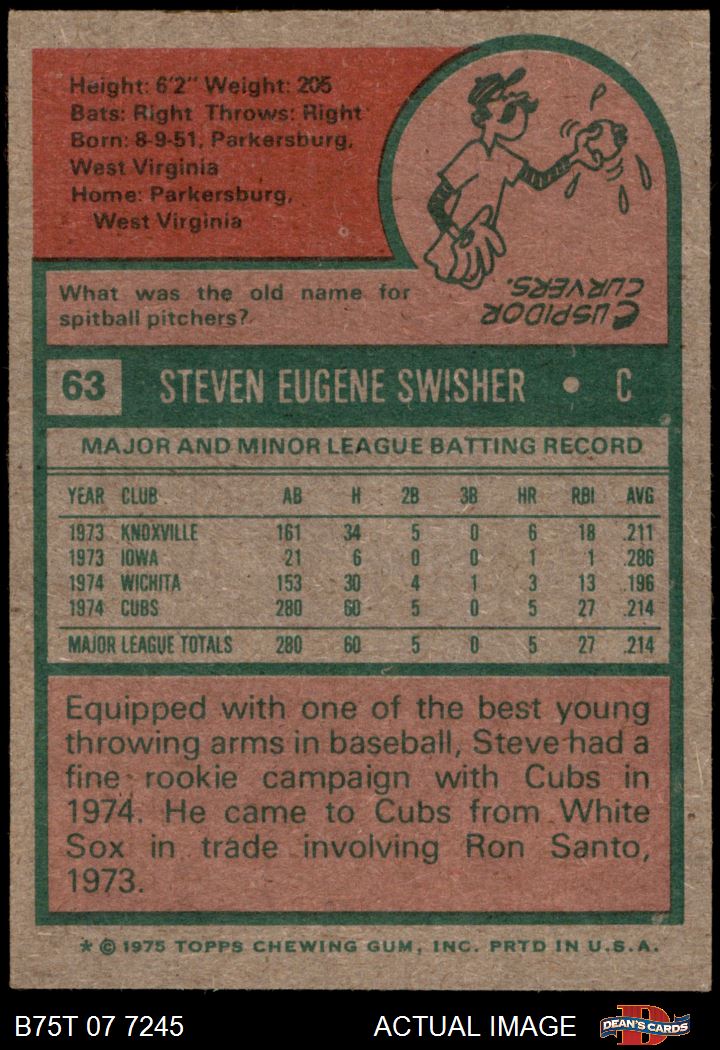 Height: 6'2" Weight: 205
Bats: Right Throws: Right
Born: 8-9-51, Parkersburg,
West Virginia
Home: Parkersburg,
West Virginia
What was the old name for
spitball pitchers?
CUSPIDOR
CURVERS.
63 STEVEN EUGENE SWISHER • C
MAJOR AND MINOR LEAGUE BATTING RECORD
YEAR CLUB AB H 2B 3B HR RBI AVG
1973 KNOXVILLE 161 34 5 0 6 18 .211
1973 IOWA 21 6 0 0 1 1 .286
1974 WICHITA 153 30 4 1 3 13 .196
1974 CUBS 280 60 5 0 5 27 .214
MAJOR LEAGUE TOTALS 280 60 5 0 5 27 .214
Equipped with one of the best young
throwing arms in baseball, Steve had a
fine rookie campaign with Cubs in
1974. He came to Cubs from White
Sox in trade involving Ron Santo,
1973.
* © 1975 TOPPS CHEWING GUM, INC. PRTD IN U.S.A.
B75T 07 7245 ACTUAL IMAGE D DEAN'S CARDS